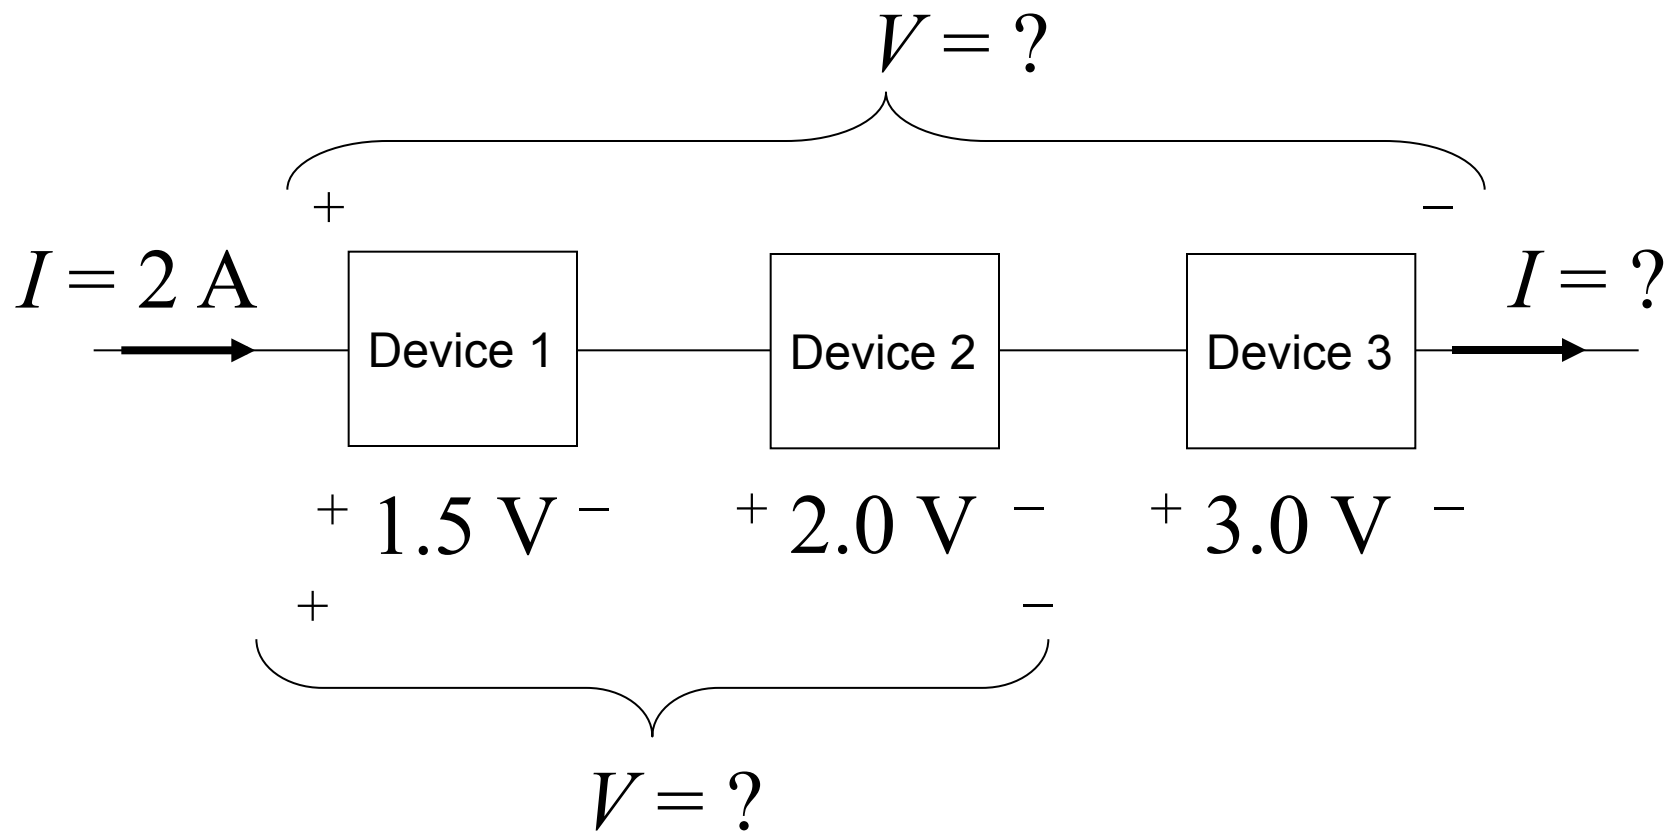 V = ?
+ −
I = 2 A I = ?
Device 1 Device 2 Device 3
+ 1.5 V − + 2.0 V − + 3.0 V −
+ −
V = ?